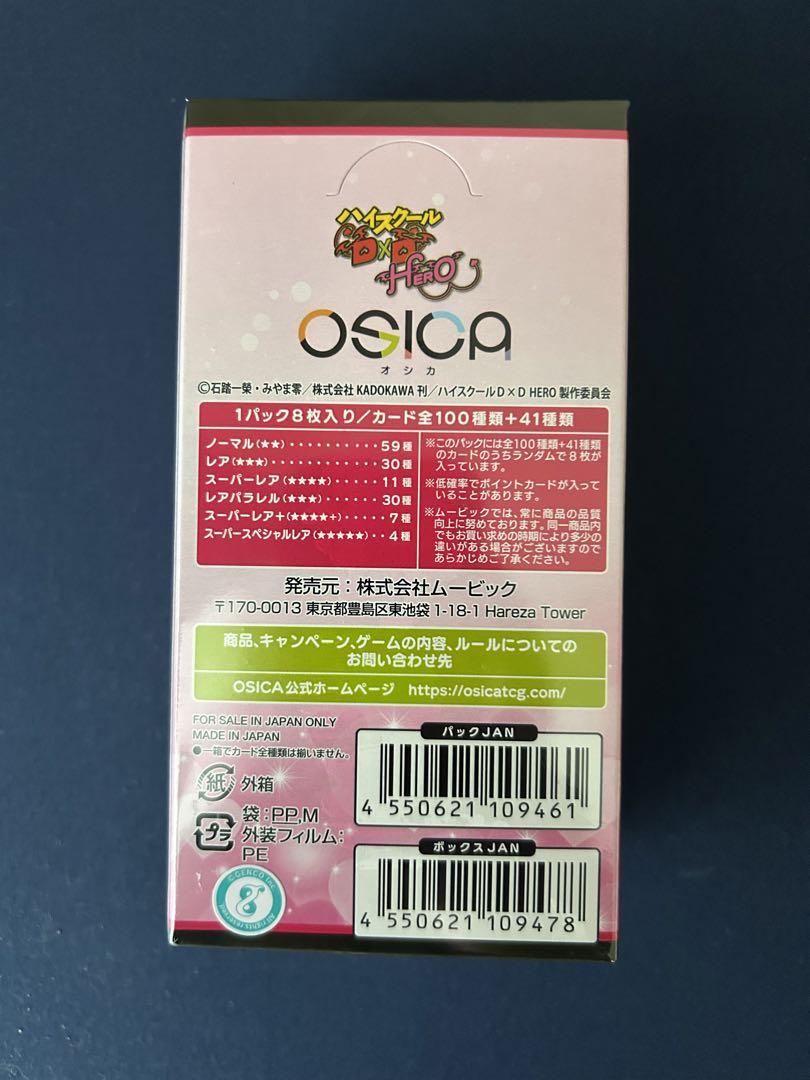 ハイスクール
D×D
HERO
OSICA
オシカ
©石踏一榮・みやま零／株式会社 KADOKAWA 刊／ハイスクールD×D HERO 製作委員会
1パック8枚入り／カード全100種類＋41種類
ノーマル(★★)・・・・・・・・・・59種
レア(★★★)・・・・・・・・・・・30種
スーパーレア(★★★★)・・・・・・11種
レアパラレル(★★★)・・・・・・・30種
スーパーレア＋(★★★★+)・・・・・7種
スーパースペシャルレア(★★★★★)・・4種
※このパックには全100種類+41種類
のカードのうちランダムで8枚が
入っています。
※低確率でポイントカードが入って
いることがあります。
※ムービックでは、常に商品の品質
向上に努めております。同一商品内
でもお買い求めの時期により多少の
違いがある場合がございますので
あらかじめご了承ください。
発売元：株式会社ムービック
〒170-0013 東京都豊島区東池袋 1-18-1 Hareza Tower
商品、キャンペーン、ゲームの内容、ルールについての
お問い合わせ先
OSICA公式ホームページ https://osicatcg.com/
FOR SALE IN JAPAN ONLY
MADE IN JAPAN
●一箱でカード全種類は揃いません。
紙 外箱
プラ 袋：PP,M
外装フィルム：
PE
パックJAN
4 550621 109461
ボックスJAN
4 550621 109478
©GENCO Inc.
All rights reserved